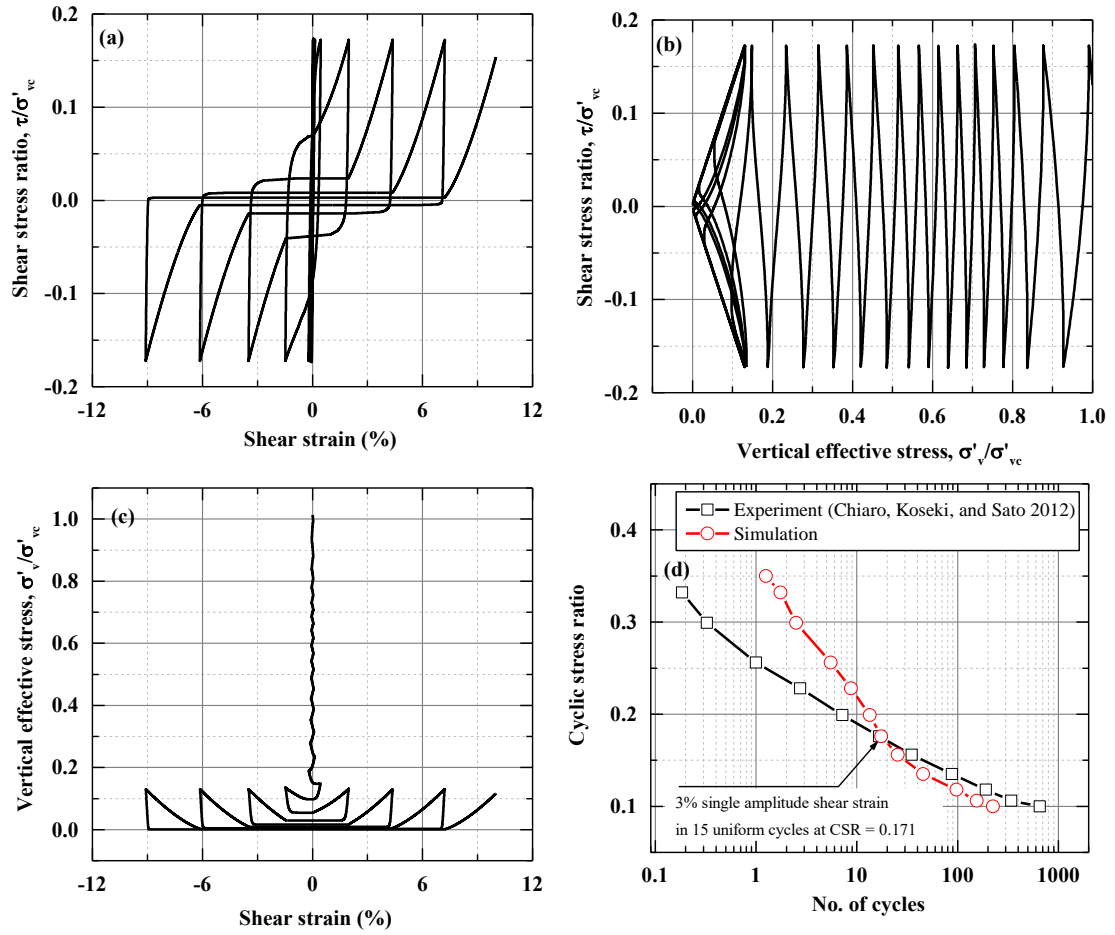 (a)
0.2
0.1
0.0
-0.1
-0.2
Shear stress ratio, τ/σ'vc
-12 -6 0 6 12
Shear strain (%)
(b)
0.2
0.1
0.0
-0.1
-0.2
Shear stress ratio, τ/σ'vc
0.0 0.2 0.4 0.6 0.8 1.0
Vertical effective stress, σ'v/σ'vc
(c)
1.0
0.8
0.6
0.4
0.2
0.0
Vertical effective stress, σ'v/σ'vc
-12 -6 0 6 12
Shear strain (%)
Experiment (Chiaro, Koseki, and Sato 2012)
Simulation
(d)
0.4
0.3
0.2
0.1
Cyclic stress ratio
3% single amplitude shear strain
in 15 uniform cycles at CSR = 0.171
0.1 1 10 100 1000
No. of cycles